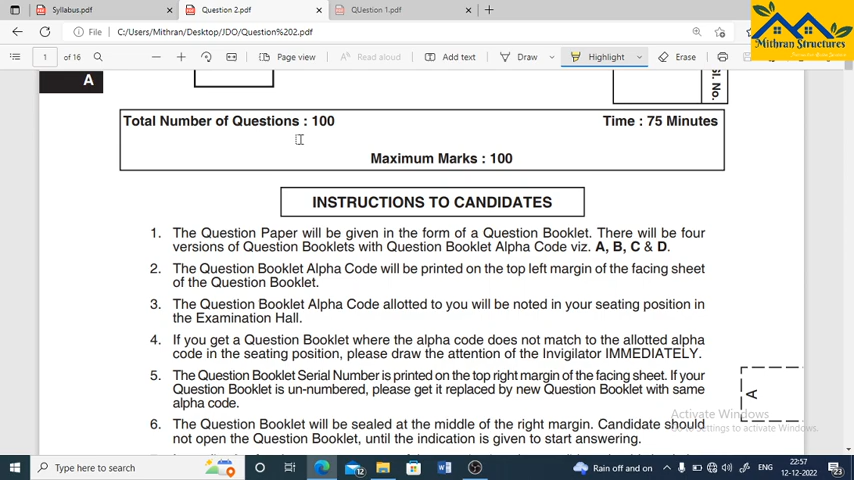 Syllabus.pdf
Question 2.pdf
QUestion 1.pdf
File
C:/Users/Mithran/Desktop/JDO/Question%202.pdf
Mithran Structures
1 of 16
Page view
Read aloud
Add text
Draw
Highlight
Erase
A
Sl. No.
Total Number of Questions : 100
Time : 75 Minutes
Maximum Marks : 100
INSTRUCTIONS TO CANDIDATES
1. The Question Paper will be given in the form of a Question Booklet. There will be four
versions of Question Booklets with Question Booklet Alpha Code viz. A, B, C & D.
2. The Question Booklet Alpha Code will be printed on the top left margin of the facing sheet
of the Question Booklet.
3. The Question Booklet Alpha Code allotted to you will be noted in your seating position in
the Examination Hall.
4. If you get a Question Booklet where the alpha code does not match to the allotted alpha
code in the seating position, please draw the attention of the Invigilator IMMEDIATELY.
5. The Question Booklet Serial Number is printed on the top right margin of the facing sheet. If your
Question Booklet is un-numbered, please get it replaced by new Question Booklet with same
alpha code.
A
6. The Question Booklet will be sealed at the middle of the right margin. Candidate should
not open the Question Booklet, until the indication is given to start answering.
Activate Windows
Go to Settings to activate Windows.
Type here to search
12
Rain off and on
ENG
22:57
12-12-2022
23